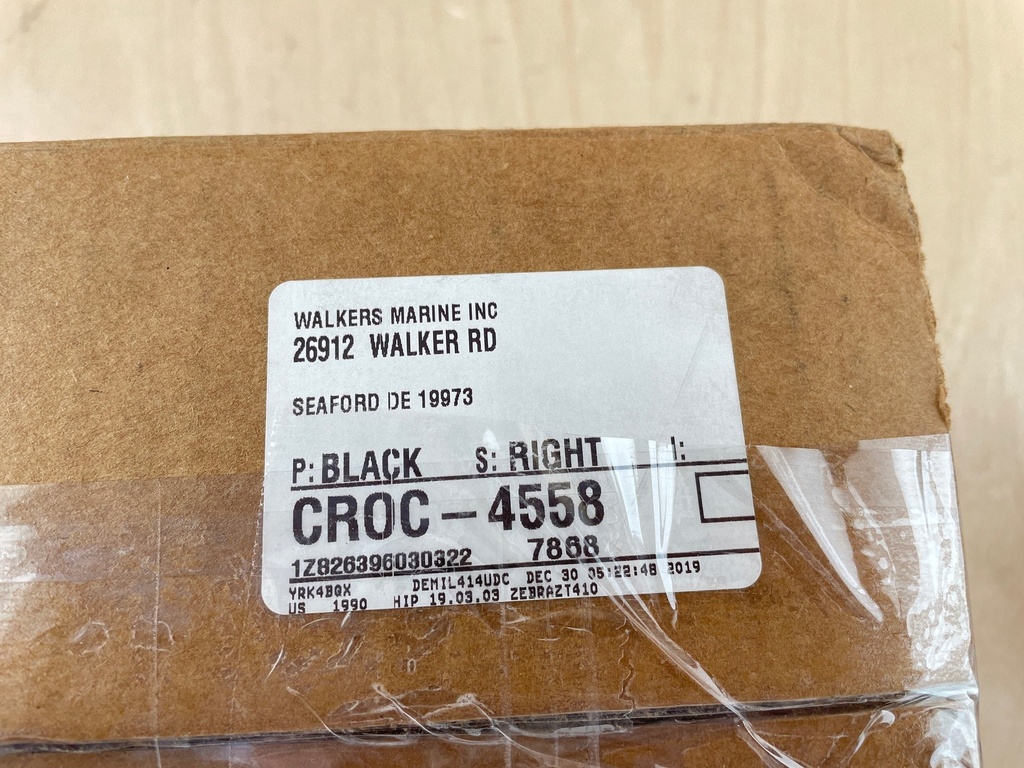 WALKERS MARINE INC
26912 WALKER RD
SEAFORD DE 19973
P: BLACK S: RIGHT I:
CROC - 4558
1Z826396030322 7868
YRK4BGX DEMIL414UDC DEC 30 05:22:48 2019
US 1990 HIP 19.03.03 ZEBRAZT410